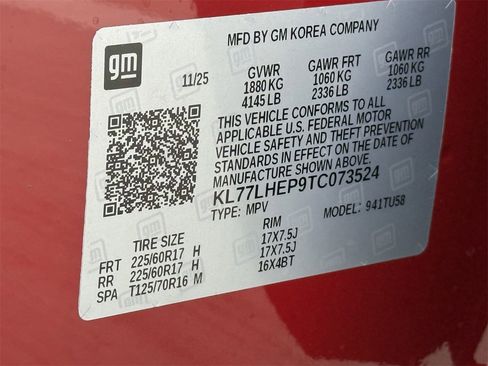 gm
MFD BY GM KOREA COMPANY
11/25
GVWR GAWR FRT GAWR RR
1880 KG 1060 KG 1060 KG
4145 LB 2336 LB 2336 LB
THIS VEHICLE CONFORMS TO ALL
APPLICABLE U.S. FEDERAL MOTOR
VEHICLE SAFETY AND THEFT PREVENTION
STANDARDS IN EFFECT ON THE DATE OF
MANUFACTURE SHOWN ABOVE.
KL77LHEP9TC073524
TYPE: MPV MODEL: 941TU58
TIRE SIZE RIM
FRT 225/60R17 H 17X7.5J
RR 225/60R17 H 17X7.5J
SPA T125/70R16 M 16X4BT